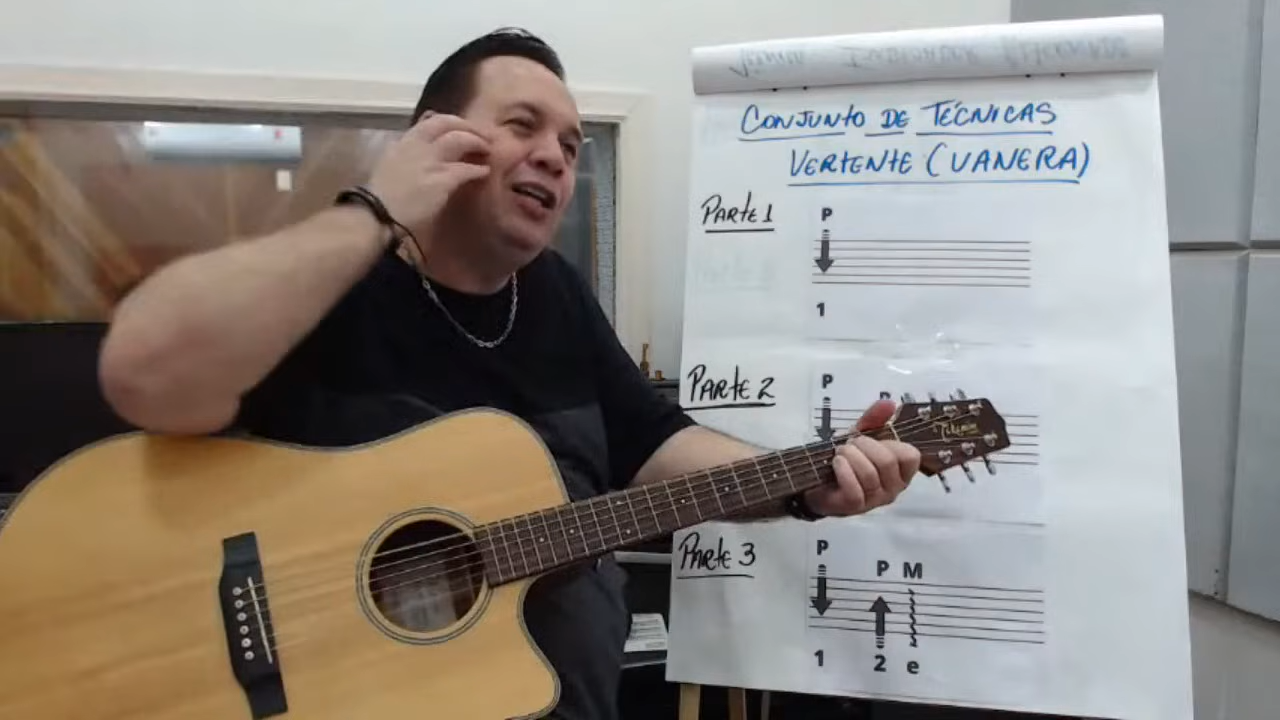 CONJUNTO DE TÉCNICAS
VERTENTE (VANERA)
PARTE 1
P
1
PARTE 2
P
PARTE 3
P
P M
1 2 e